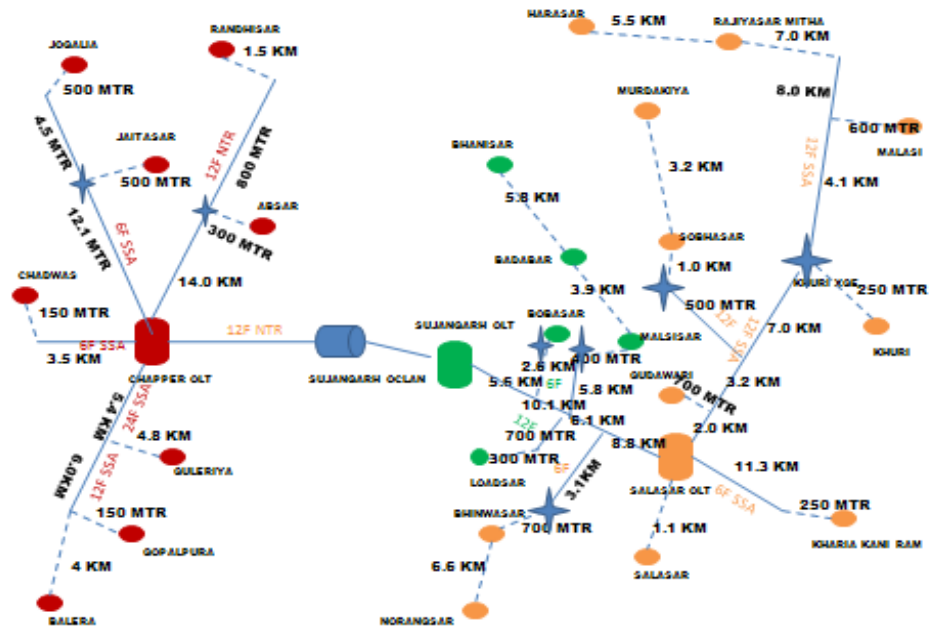 HARASAR
5.5 KM
RAJIYASAR MITHA
7.0 KM
RANDHISAR
1.5 KM
JOGALIA
500 MTR
8.0 KM
MURDAKIYA
600 MTR
MALASI
4.5 MTR
JAITASAR
500 MTR
12F NTR
800 MTR
BHANISAR
3.2 KM
12F SSA
4.1 KM
5.8 KM
ABSAR
300 MTR
12.1 MTR
6F SSA
SOBHASAR
1.0 KM
BADABAR
CHADWAS
150 MTR
14.0 KM
3.9 KM
500 MTR
KHURI XGE
250 MTR
BOBASAR
12F
12F SSA
7.0 KM
KHURI
12F NTR
SUJANGARH OLT
MALSISAR
6F SSA
3.5 KM
400 MTR
2.6 KM
GUDAWARI
3.2 KM
CHAPPER OLT
SUJANGARH OCLAN
5.6 KM
6F
5.8 KM
700 MTR
5.4 KM
24F SSA
10.1 KM
12F
6.1 KM
2.0 KM
4.8 KM
700 MTR
8.8 KM
6.0KM
12F SSA
GULERIYA
300 MTR
LOADSAR
6F
3.1KM
SALASAR OLT
11.3 KM
6F SSA
150 MTR
BHINWASAR
700 MTR
250 MTR
1.1 KM
KHARIA KANI RAM
GOPALPURA
4 KM
6.6 KM
SALASAR
BALERA
NORANGSAR